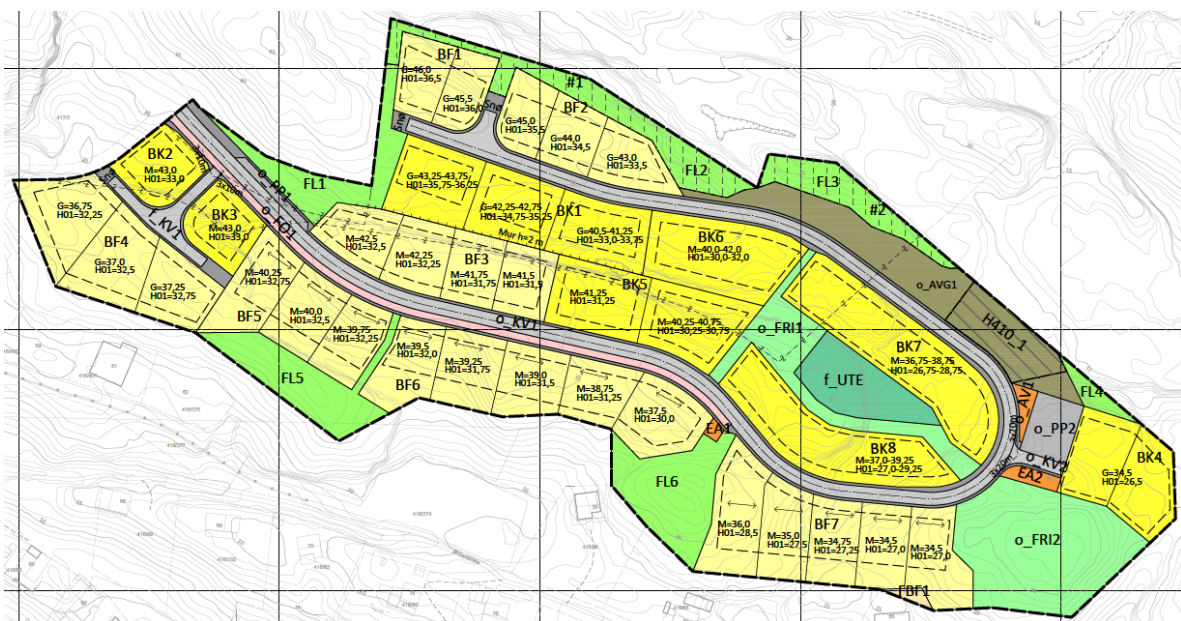 BF1
G=46,0
H01=36,5
G=45,5
H01=36,0
Snø
Snø
#1
BF2
G=45,0
H01=35,5
G=44,0
H01=34,5
G=43,0
H01=33,5
FL1
FL2
FL3
#2
BK2
M=43,0
H01=33,0
Snø
3x10m
3x10m
o_PP1
o_FO1
BK3
M=43,0
H01=33,0
f_KV1
G=36,75
H01=32,25
BF4
G=37,0
H01=32,5
G=37,25
H01=32,75
G=43,25-43,75
H01=35,75-36,25
G=42,25-42,75
H01=34,75-35,25
BK1
G=40,5-41,25
H01=33,0-33,75
Mur h=2 m
BK6
M=40,0-42,0
H01=30,0-32,0
M=42,5
H01=32,5
M=42,25
H01=32,25
BF3
M=41,75
H01=31,75
M=41,5
H01=31,5
BK5
M=41,25
H01=31,25
M=40,25-40,75
H01=30,25-30,75
M=40,25
H01=32,75
BF5
M=40,0
H01=32,5
M=39,75
H01=32,25
o_KV1
M=39,5
H01=32,0
BF6
M=39,25
H01=31,75
M=39,0
H01=31,5
M=38,75
H01=31,25
M=37,5
H01=30,0
EA1
FL5
FL6
o_AVG1
H410_1
o_FRI1
BK7
M=36,75-38,75
H01=26,75-28,75
f_UTE
BK8
M=37,0-39,25
H01=27,0-29,25
FL4
o_AV1
o_PP2
3x20m
3x20m
o_KV2
EA2
BK4
G=34,5
H01=26,5
M=36,0
H01=28,5
M=35,0
H01=27,5
BF7
M=34,75
H01=27,25
M=34,5
H01=27,0
M=34,5
H01=27,0
o_FRI2
FBF1